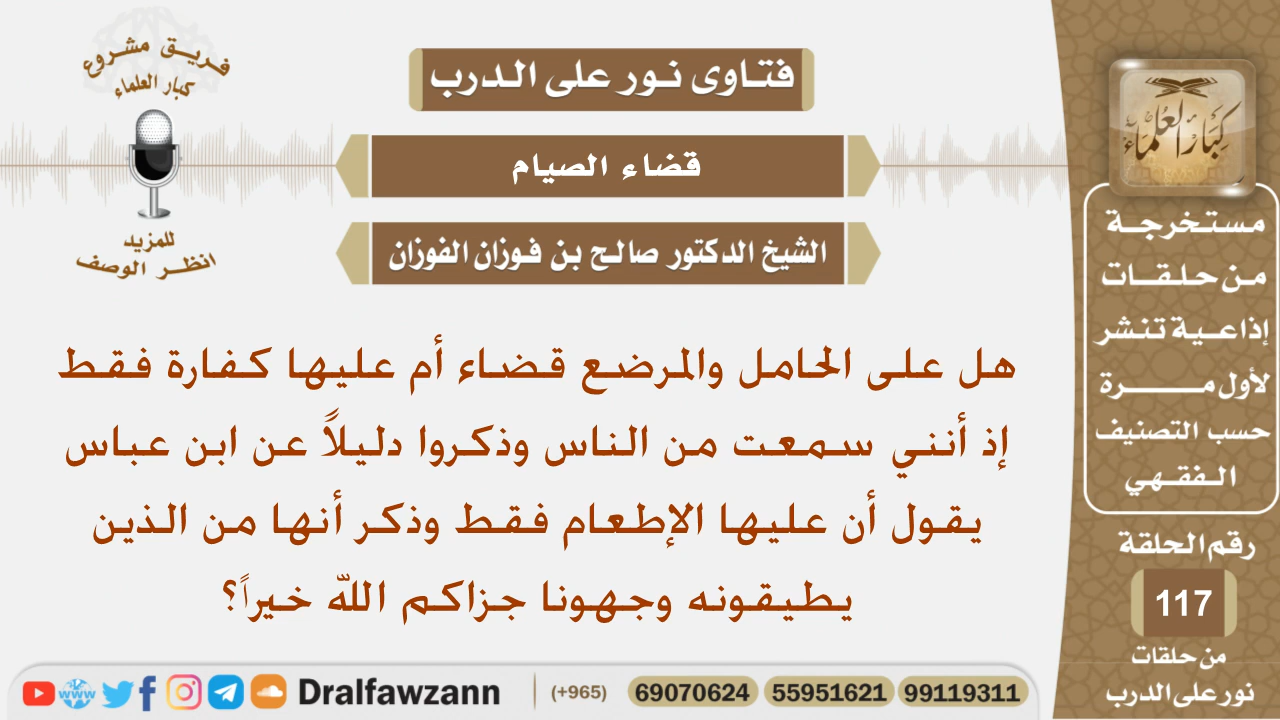 فريق مشروع
كبار العلماء
للمزيد
انظر الوصف
فتاوى نور على الدرب
قضاء الصيام
الشيخ الدكتور صالح بن فوزان الفوزان
هل على الحامل والمرضع قضاء أم عليها كفارة فقط
إذ أنني سمعت من الناس وذكروا دليلاً عن ابن عباس
يقول أن عليها الإطعام فقط وذكر أنها من الذين
يطيقونه وجهونا جزاكم الله خيراً؟
كبار العلماء
مستخرجة
من حلقات
إذاعية تنشر
لأول مرة
حسب التصنيف
الفقهي
رقم الحلقة
117
من حلقات
نور على الدرب
www
Dralfawzann
(+965)
69070624
55951621
99119311